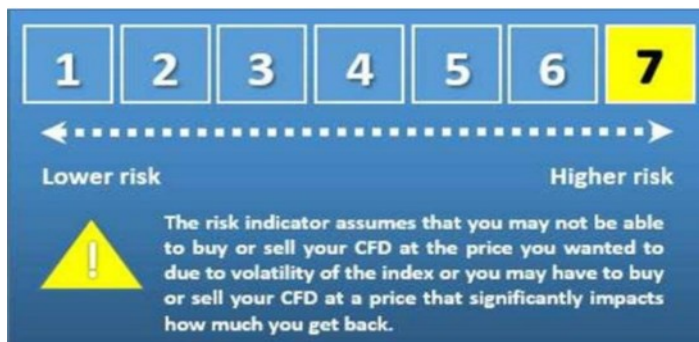 1 2 3 4 5 6 7
Lower risk Higher risk
!
The risk indicator assumes that you may not be able
to buy or sell your CFD at the price you wanted to
due to volatility of the index or you may have to buy
or sell your CFD at a price that significantly impacts
how much you get back.